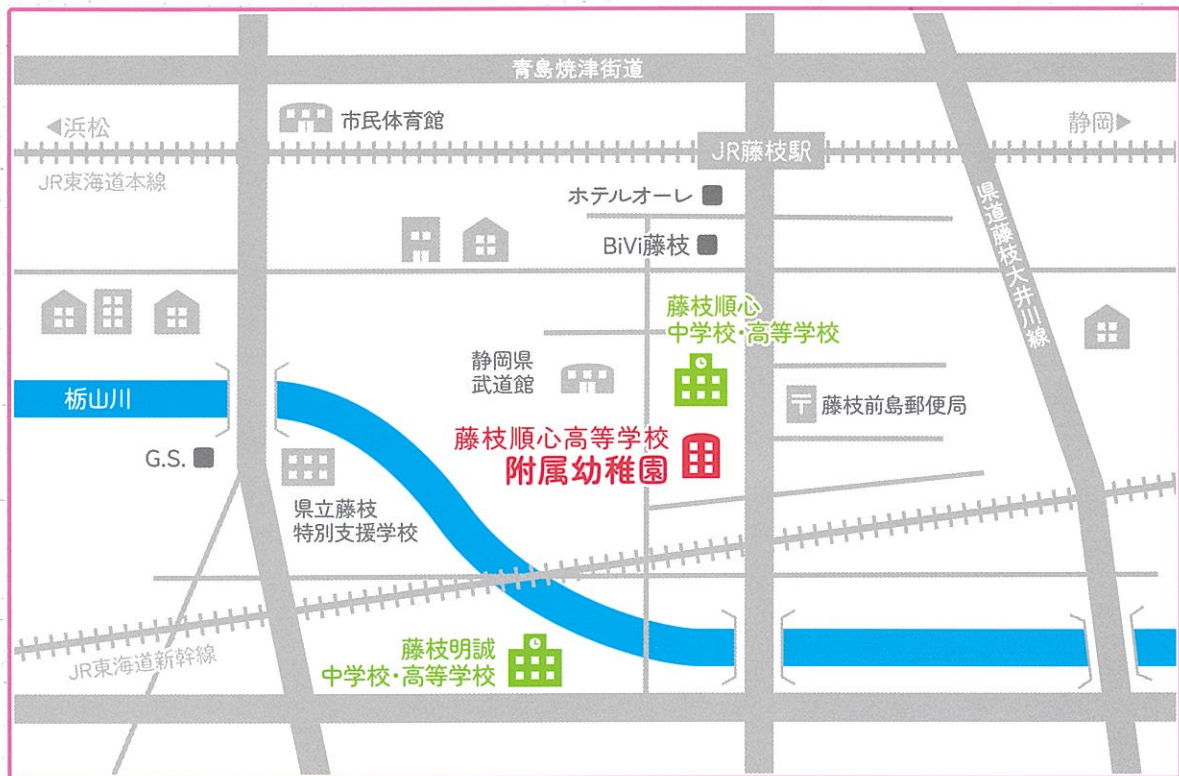 青島焼津街道
◀浜松
市民体育館
静岡▶
JR藤枝駅
JR東海道本線
ホテルオーレ
県道藤枝大井川線
BiVi藤枝
藤枝順心
中学校・高等学校
静岡県
武道館
栃山川
〒
藤枝前島郵便局
藤枝順心高等学校
附属幼稚園
G.S.
県立藤枝
特別支援学校
藤枝明誠
中学校・高等学校
JR東海道新幹線